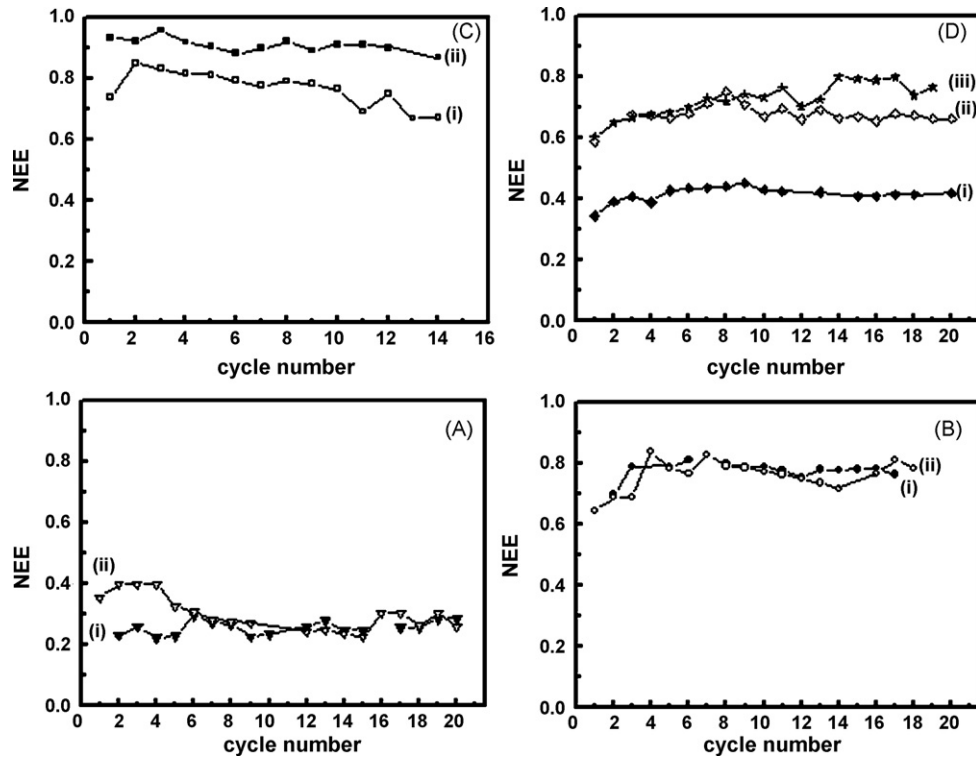 1.0
(C)
(ii)
0.8
(i)
0.6
NEE
0.4
0.2
0.0
0 2 4 6 8 10 12 14 16
cycle number
1.0
(D)
0.8
(iii)
(ii)
0.6
NEE
0.4
(i)
0.2
0.0
0 2 4 6 8 10 12 14 16 18 20
cycle number
1.0
(A)
0.8
0.6
NEE
(ii)
0.4
(i)
0.2
0.0
0 2 4 6 8 10 12 14 16 18 20
cycle number
1.0
(B)
0.8
(ii)
(i)
0.6
NEE
0.4
0.2
0.0
0 2 4 6 8 10 12 14 16 18 20
cycle number